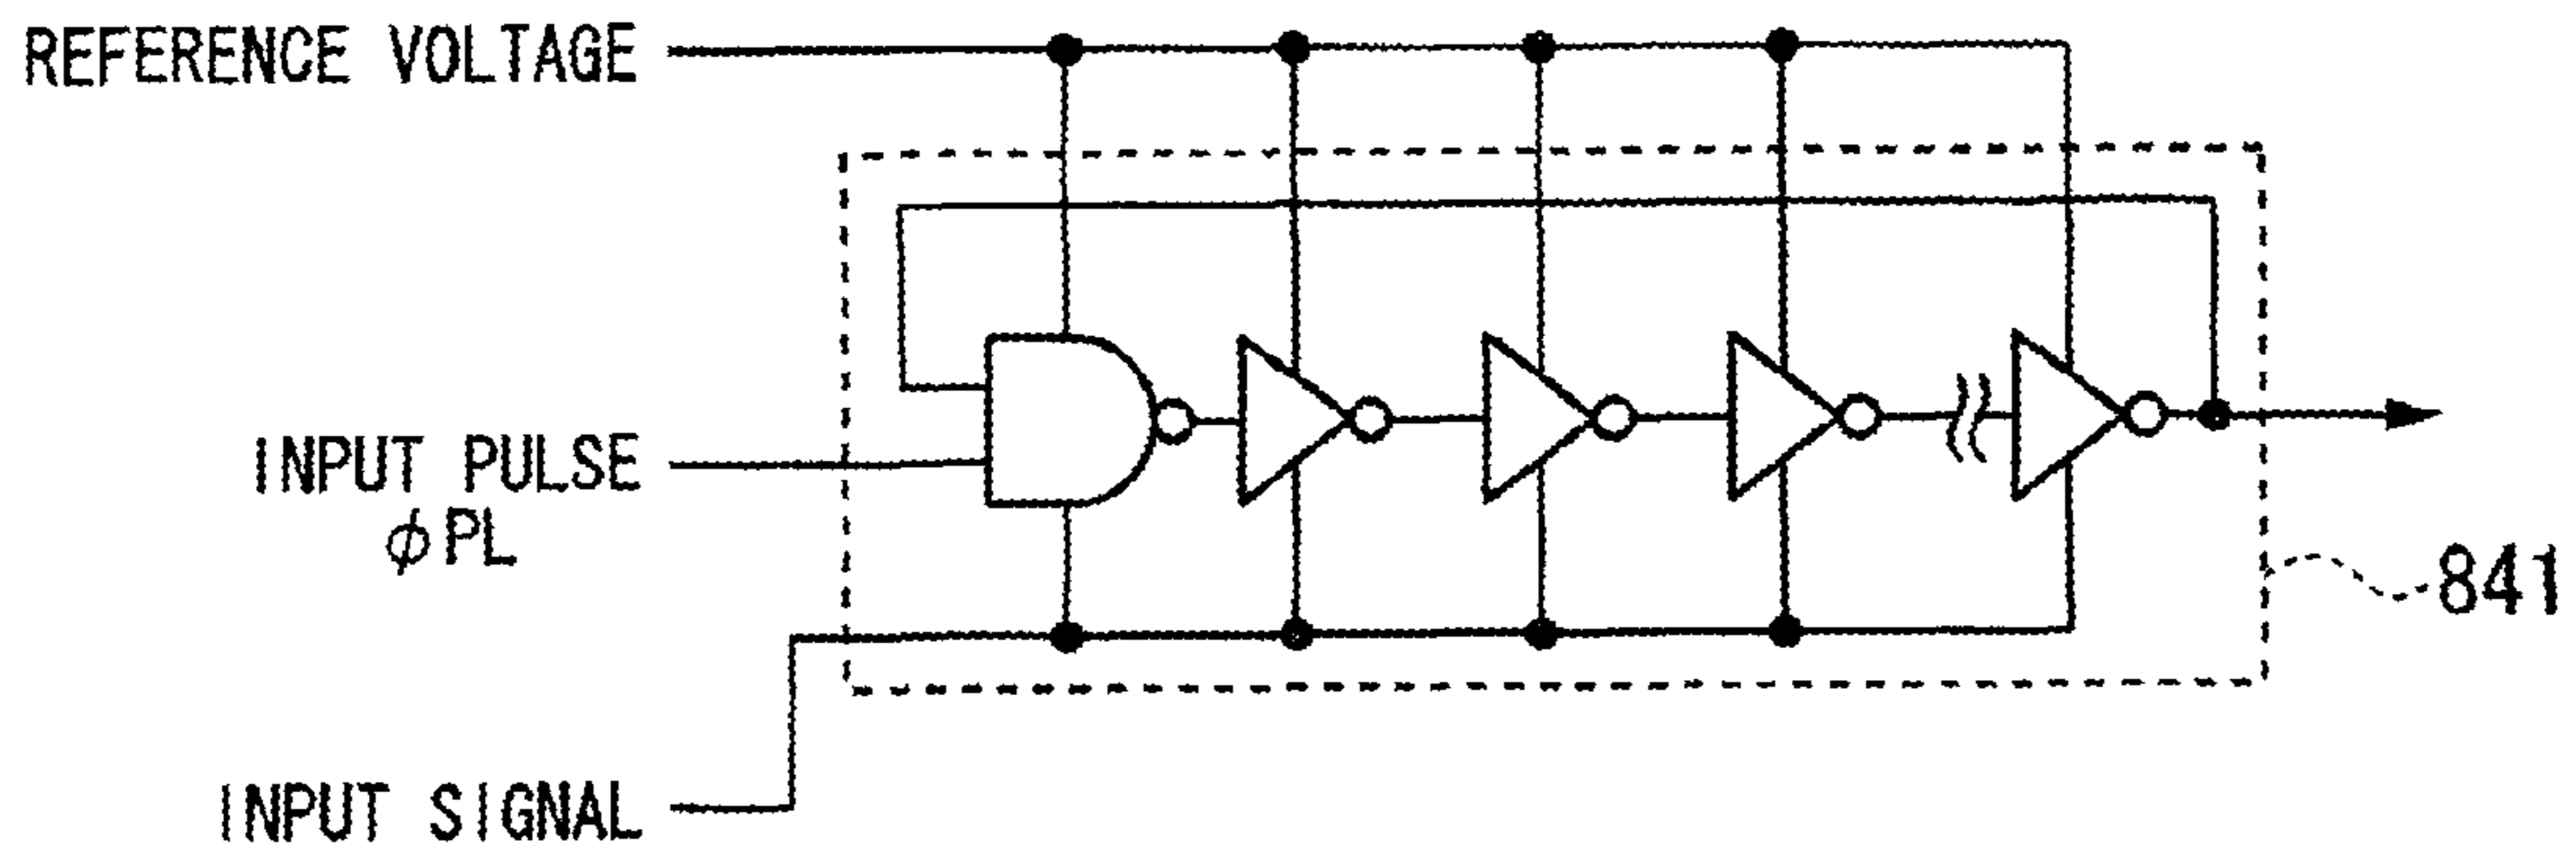 REFERENCE VOLTAGE
INPUT PULSE
φPL
841
INPUT SIGNAL